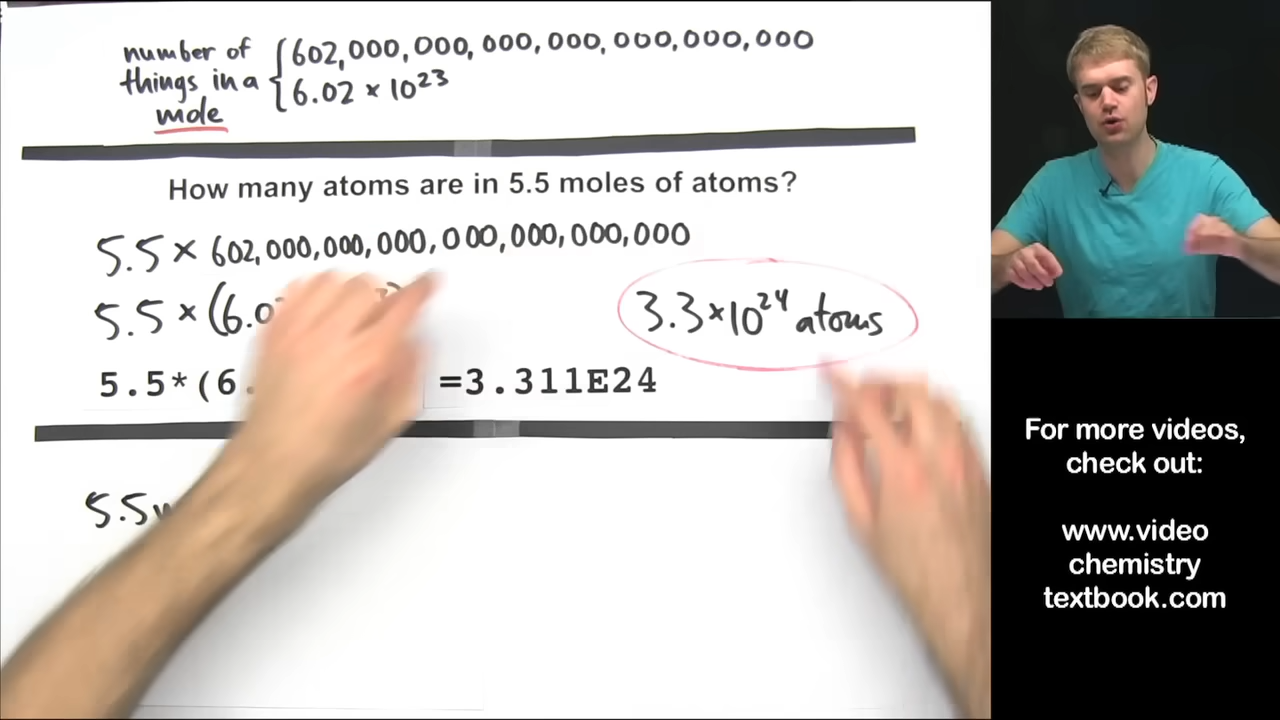 number of
things in a
mole
602,000,000,000,000,000,000,000
6.02 × 10²³
How many atoms are in 5.5 moles of atoms?
5.5 × 602,000,000,000,000,000,000,000
5.5 × (6.0
3.3×10²⁴ atoms
5.5*(6. =3.311E24
5.5
For more videos,
check out:
www.video
chemistry
textbook.com